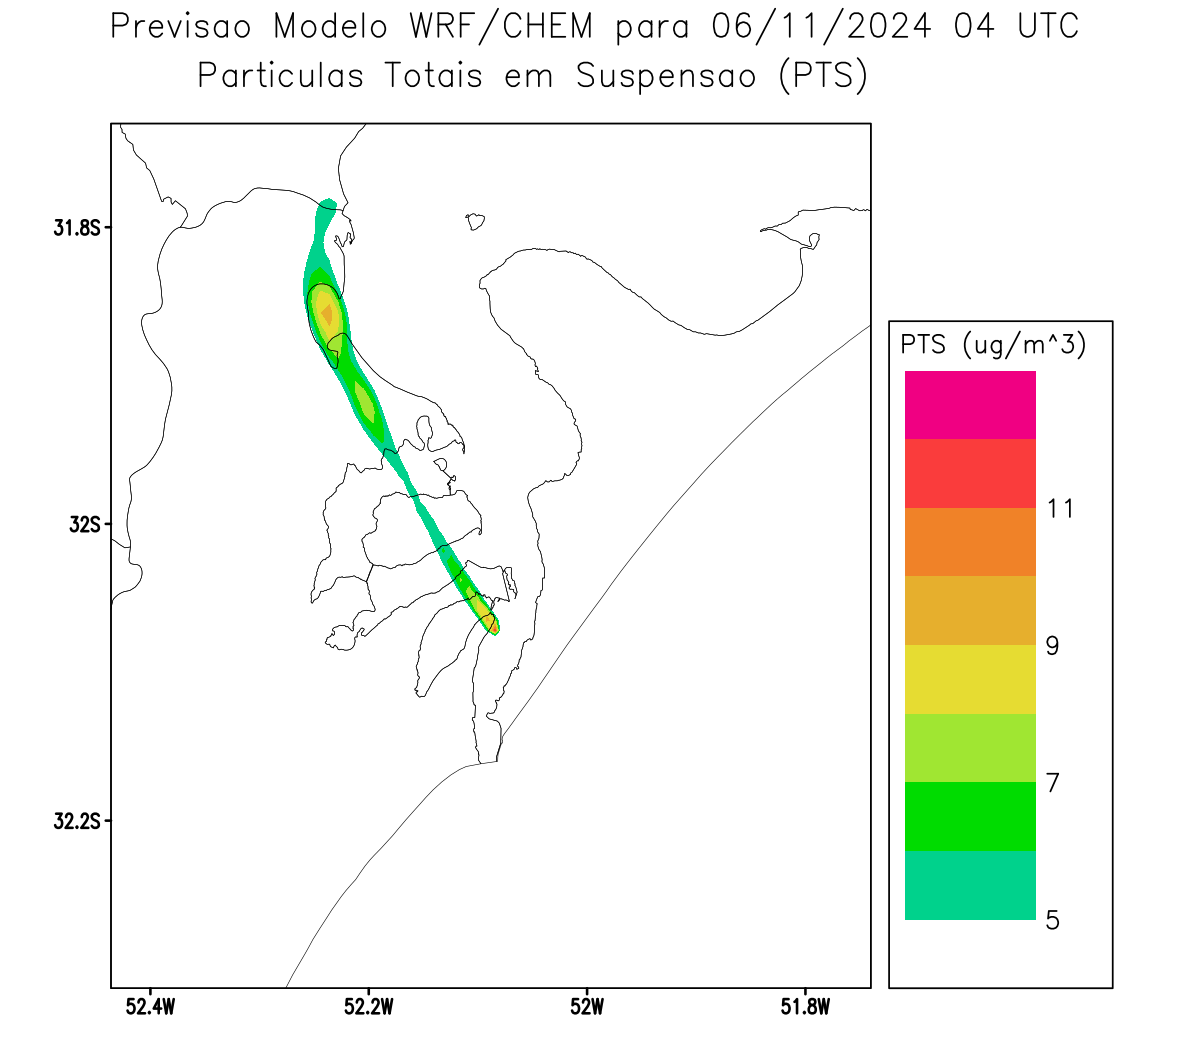 Previsao Modelo WRF/CHEM para 06/11/2024 04 UTC
Particulas Totais em Suspensao (PTS)
31.8S
32S
32.2S
52.4W
52.2W
52W
51.8W
PTS (ug/m^3)
11
9
7
5